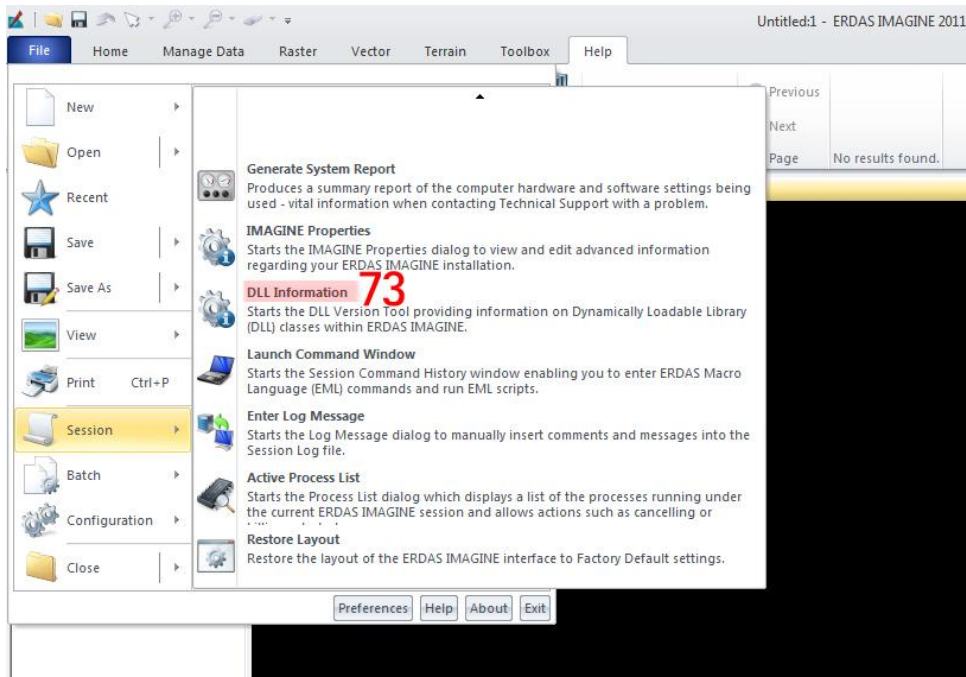 Untitled:1 - ERDAS IMAGINE 2011
File Home Manage Data Raster Vector Terrain Toolbox Help
Previous
Next
Page No results found.
New
Open
Recent
Save
Save As
View
Print Ctrl+P
Session
Batch
Configuration
Close
Generate System Report
Produces a summary report of the computer hardware and software settings being
used - vital information when contacting Technical Support with a problem.
IMAGINE Properties
Starts the IMAGINE Properties dialog to view and edit advanced information
regarding your ERDAS IMAGINE installation.
DLL Information 73
Starts the DLL Version Tool providing information on Dynamically Loadable Library
(DLL) classes within ERDAS IMAGINE.
Launch Command Window
Starts the Session Command History window enabling you to enter ERDAS Macro
Language (EML) commands and run EML scripts.
Enter Log Message
Starts the Log Message dialog to manually insert comments and messages into the
Session Log file.
Active Process List
Starts the Process List dialog which displays a list of the processes running under
the current ERDAS IMAGINE session and allows actions such as cancelling or
Restore Layout
Restore the layout of the ERDAS IMAGINE interface to Factory Default settings.
Preferences Help About Exit